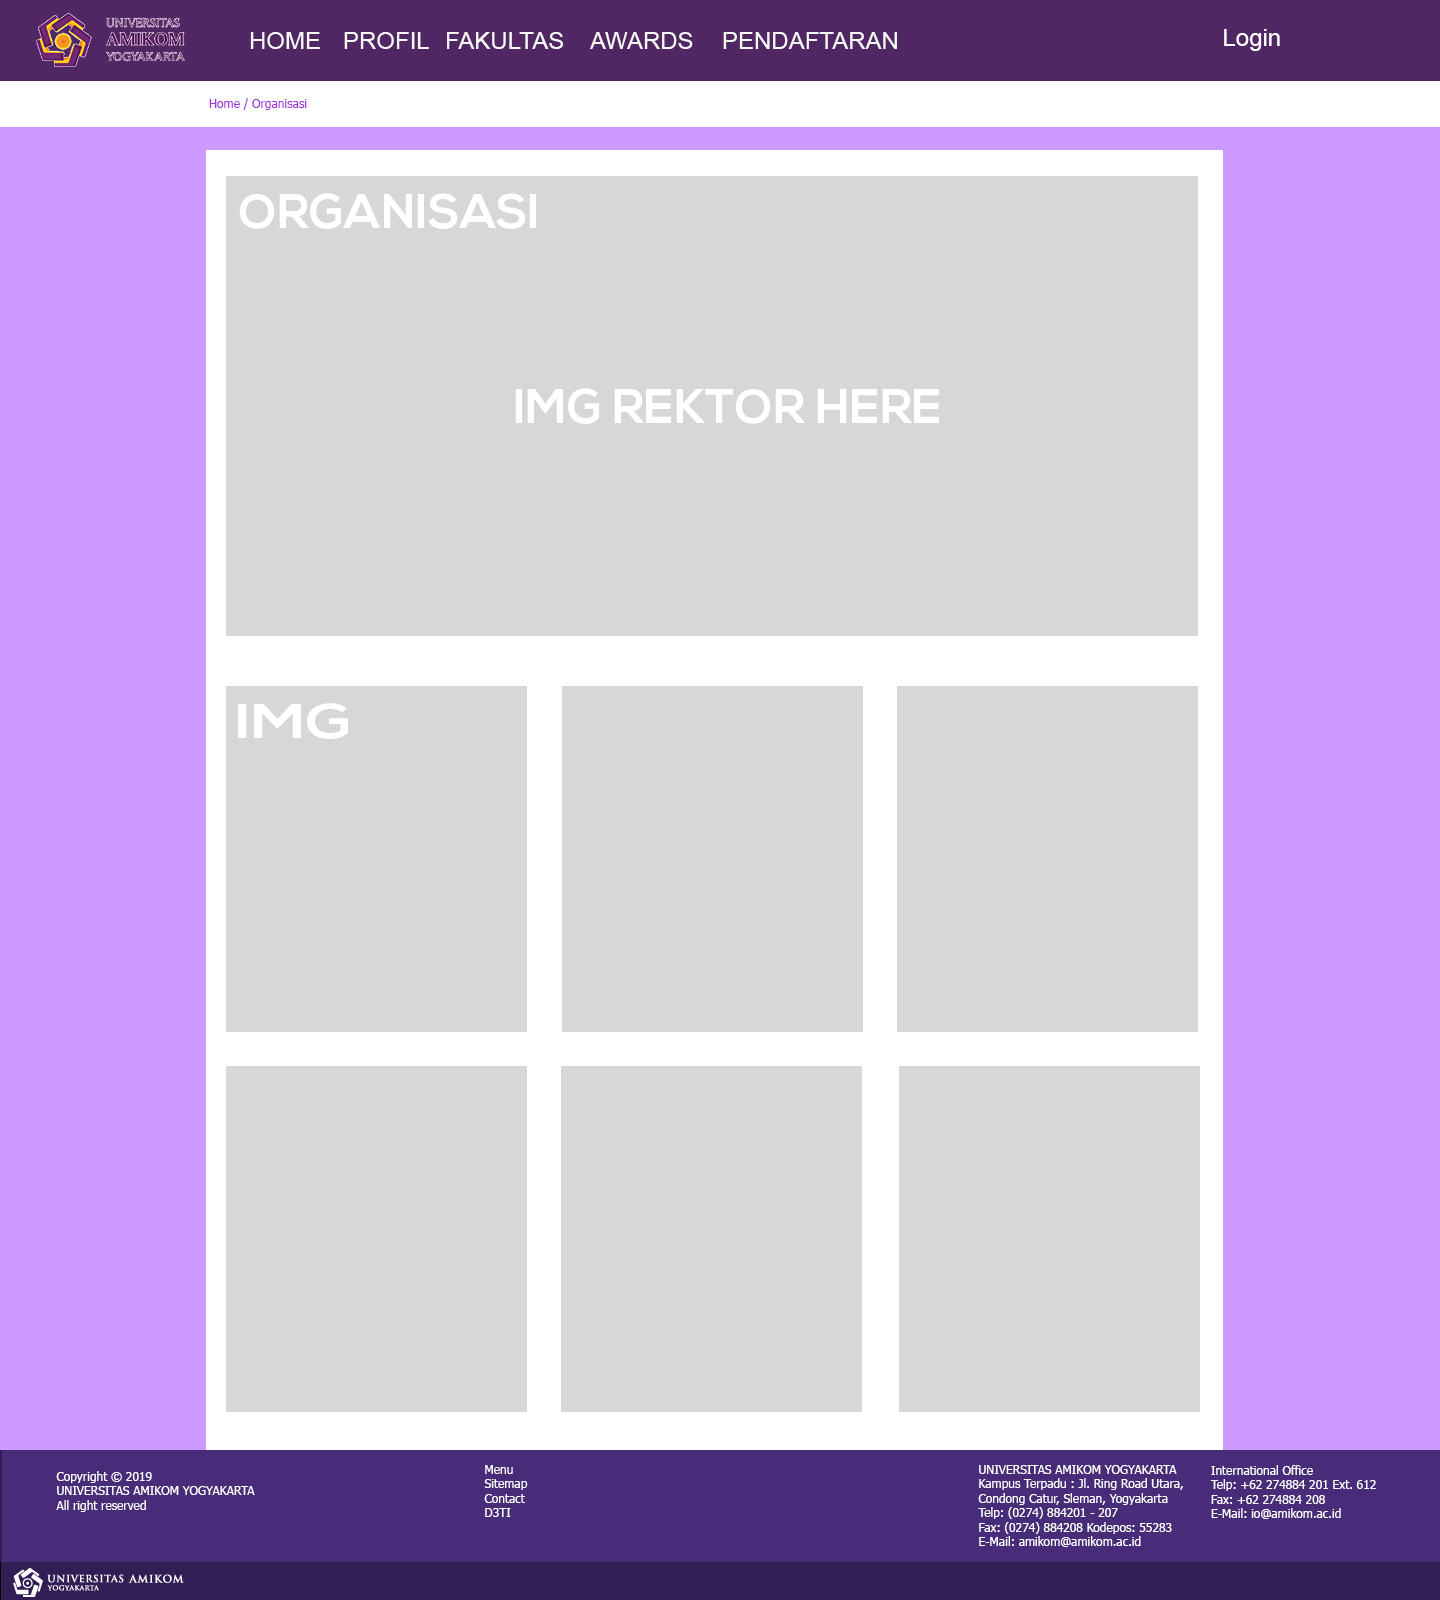 UNIVERSITAS
AMIKOM
YOGYAKARTA
HOME PROFIL FAKULTAS AWARDS PENDAFTARAN
Login
Home / Organisasi
ORGANISASI
IMG REKTOR HERE
IMG
Copyright © 2019
UNIVERSITAS AMIKOM YOGYAKARTA
All right reserved
Menu
Sitemap
Contact
D3TI
UNIVERSITAS AMIKOM YOGYAKARTA
Kampus Terpadu : Jl. Ring Road Utara,
Condong Catur, Sleman, Yogyakarta
Telp: (0274) 884201 - 207
Fax: (0274) 884208 Kodepos: 55283
E-Mail: amikom@amikom.ac.id
International Office
Telp: +62 274884 201 Ext. 612
Fax: +62 274884 208
E-Mail: io@amikom.ac.id
UNIVERSITAS AMIKOM
YOGYAKARTA